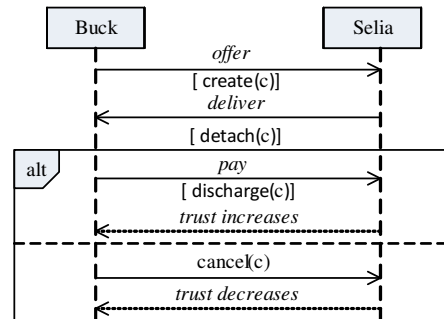 Buck Selia
offer
[ create(c)]
deliver
[ detach(c)]
alt
pay
[ discharge(c)]
trust increases
cancel(c)
trust decreases